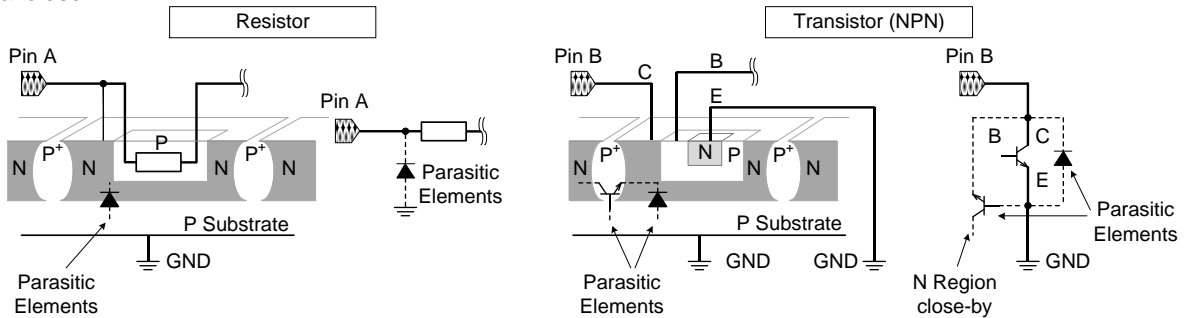 Resistor
Transistor (NPN)
Pin A
Pin A
P
N
P+
N
N
P+
N
Parasitic
Elements
P Substrate
GND
Parasitic
Elements
Pin B
C
B
E
N
P+
N
N
P
N
P+
N
P Substrate
GND
GND
Parasitic
Elements
Pin B
B
C
E
Parasitic
Elements
GND
N Region
close-by